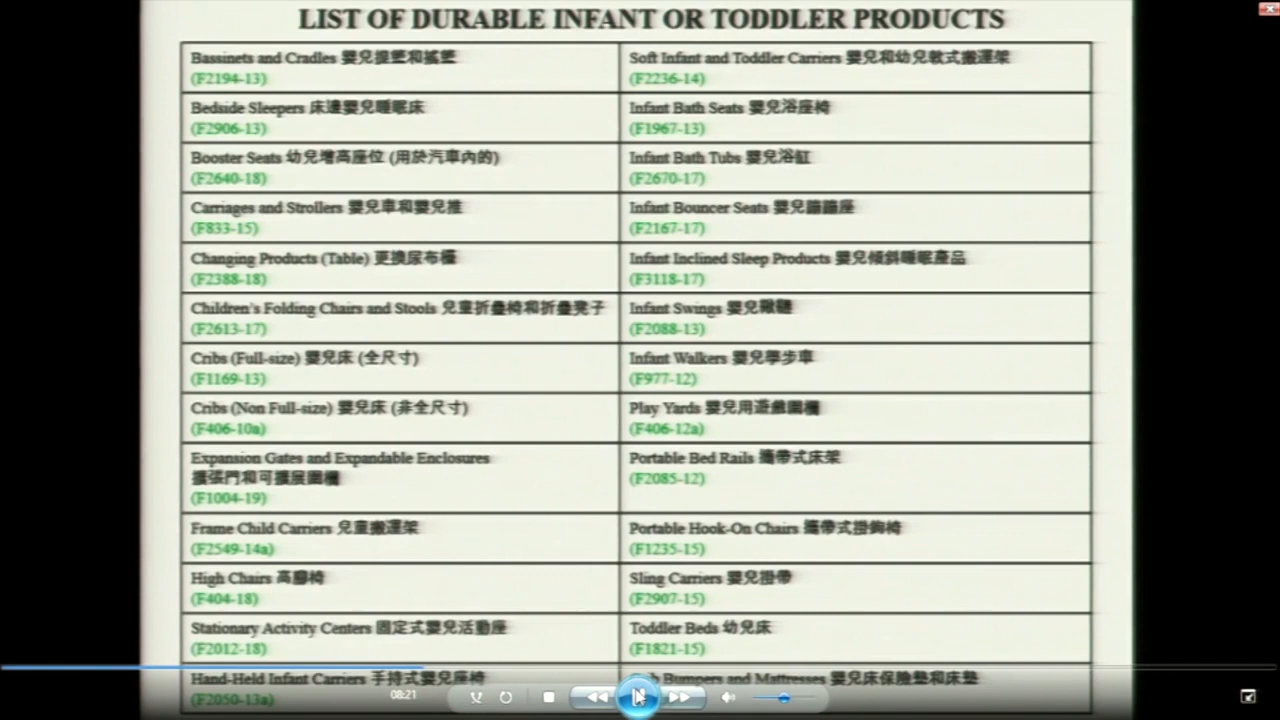 LIST OF DURABLE INFANT OR TODDLER PRODUCTS
Bassinets and Cradles 嬰兒提籃和搖籃
(F2194-13)
Soft Infant and Toddler Carriers 嬰兒和幼兒軟式搬運架
(F2236-14)
Bedside Sleepers 床邊嬰兒睡眠床
(F2906-13)
Infant Bath Seats 嬰兒浴座椅
(F1967-13)
Booster Seats 幼兒增高座位 (用於汽車內的)
(F2640-18)
Infant Bath Tubs 嬰兒浴缸
(F2670-17)
Carriages and Strollers 嬰兒車和嬰兒推
(F833-15)
Infant Bouncer Seats 嬰兒蹦蹦座
(F2167-17)
Changing Products (Table) 更換尿布檯
(F2388-18)
Infant Inclined Sleep Products 嬰兒傾斜睡眠產品
(F3118-17)
Children's Folding Chairs and Stools 兒童折疊椅和折疊凳子
(F2613-17)
Infant Swings 嬰兒鞦韆
(F2088-13)
Cribs (Full-size) 嬰兒床 (全尺寸)
(F1169-13)
Infant Walkers 嬰兒學步車
(F977-12)
Cribs (Non Full-size) 嬰兒床 (非全尺寸)
(F406-10a)
Play Yards 嬰兒用遊戲圍欄
(F406-12a)
Expansion Gates and Expandable Enclosures
擴張門和可擴展圍欄
(F1004-19)
Portable Bed Rails 攜帶式床架
(F2085-12)
Frame Child Carriers 兒童搬運架
(F2549-14a)
Portable Hook-On Chairs 攜帶式掛鉤椅
(F1235-15)
High Chairs 高腳椅
(F404-18)
Sling Carriers 嬰兒掛帶
(F2907-15)
Stationary Activity Centers 固定式嬰兒活動座
(F2012-18)
Toddler Beds 幼兒床
(F1821-15)
Hand-Held Infant Carriers 手持式嬰兒座椅
(F2050-13a)
Bumpers and Mattresses 嬰兒床保險墊和床墊
08:21